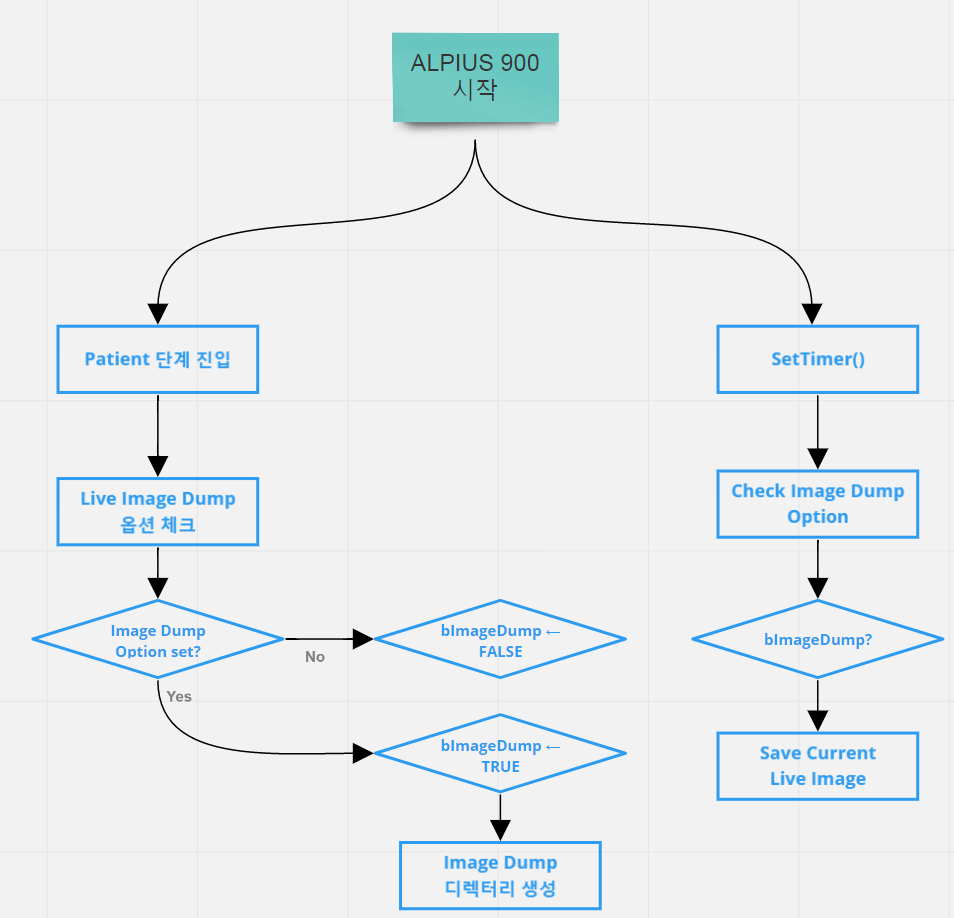 ALPIUS 900
시작
Patient 단계 진입
SetTimer()
Live Image Dump
옵션 체크
Check Image Dump
Option
Image Dump
Option set?
No
Yes
bImageDump ←
FALSE
bImageDump?
bImageDump ←
TRUE
Save Current
Live Image
Image Dump
디렉터리 생성